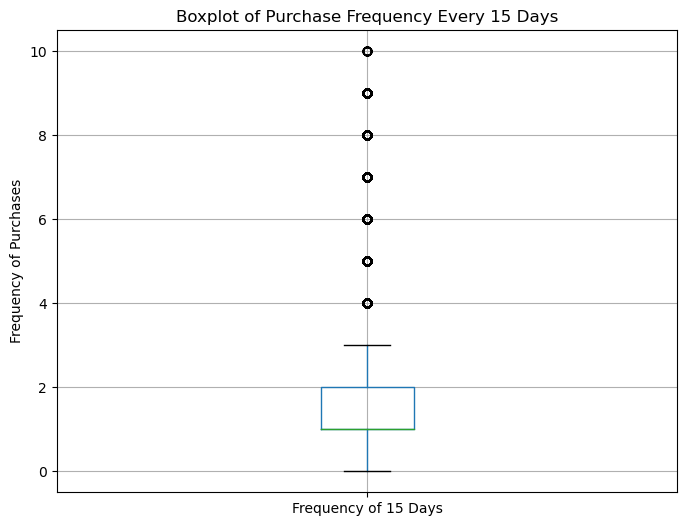 Boxplot of Purchase Frequency Every 15 Days
10
8
6
4
2
0
Frequency of Purchases
Frequency of 15 Days